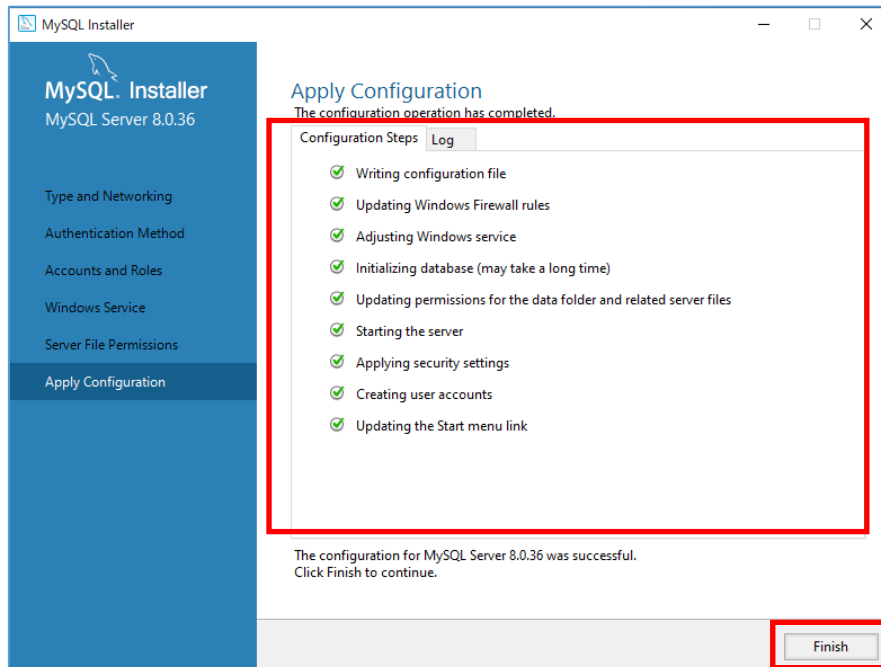 MySQL Installer
MySQL. Installer
MySQL Server 8.0.36
Type and Networking
Authentication Method
Accounts and Roles
Windows Service
Server File Permissions
Apply Configuration
Apply Configuration
The configuration operation has completed.
Configuration Steps Log
Writing configuration file
Updating Windows Firewall rules
Adjusting Windows service
Initializing database (may take a long time)
Updating permissions for the data folder and related server files
Starting the server
Applying security settings
Creating user accounts
Updating the Start menu link
The configuration for MySQL Server 8.0.36 was successful.
Click Finish to continue.
Finish